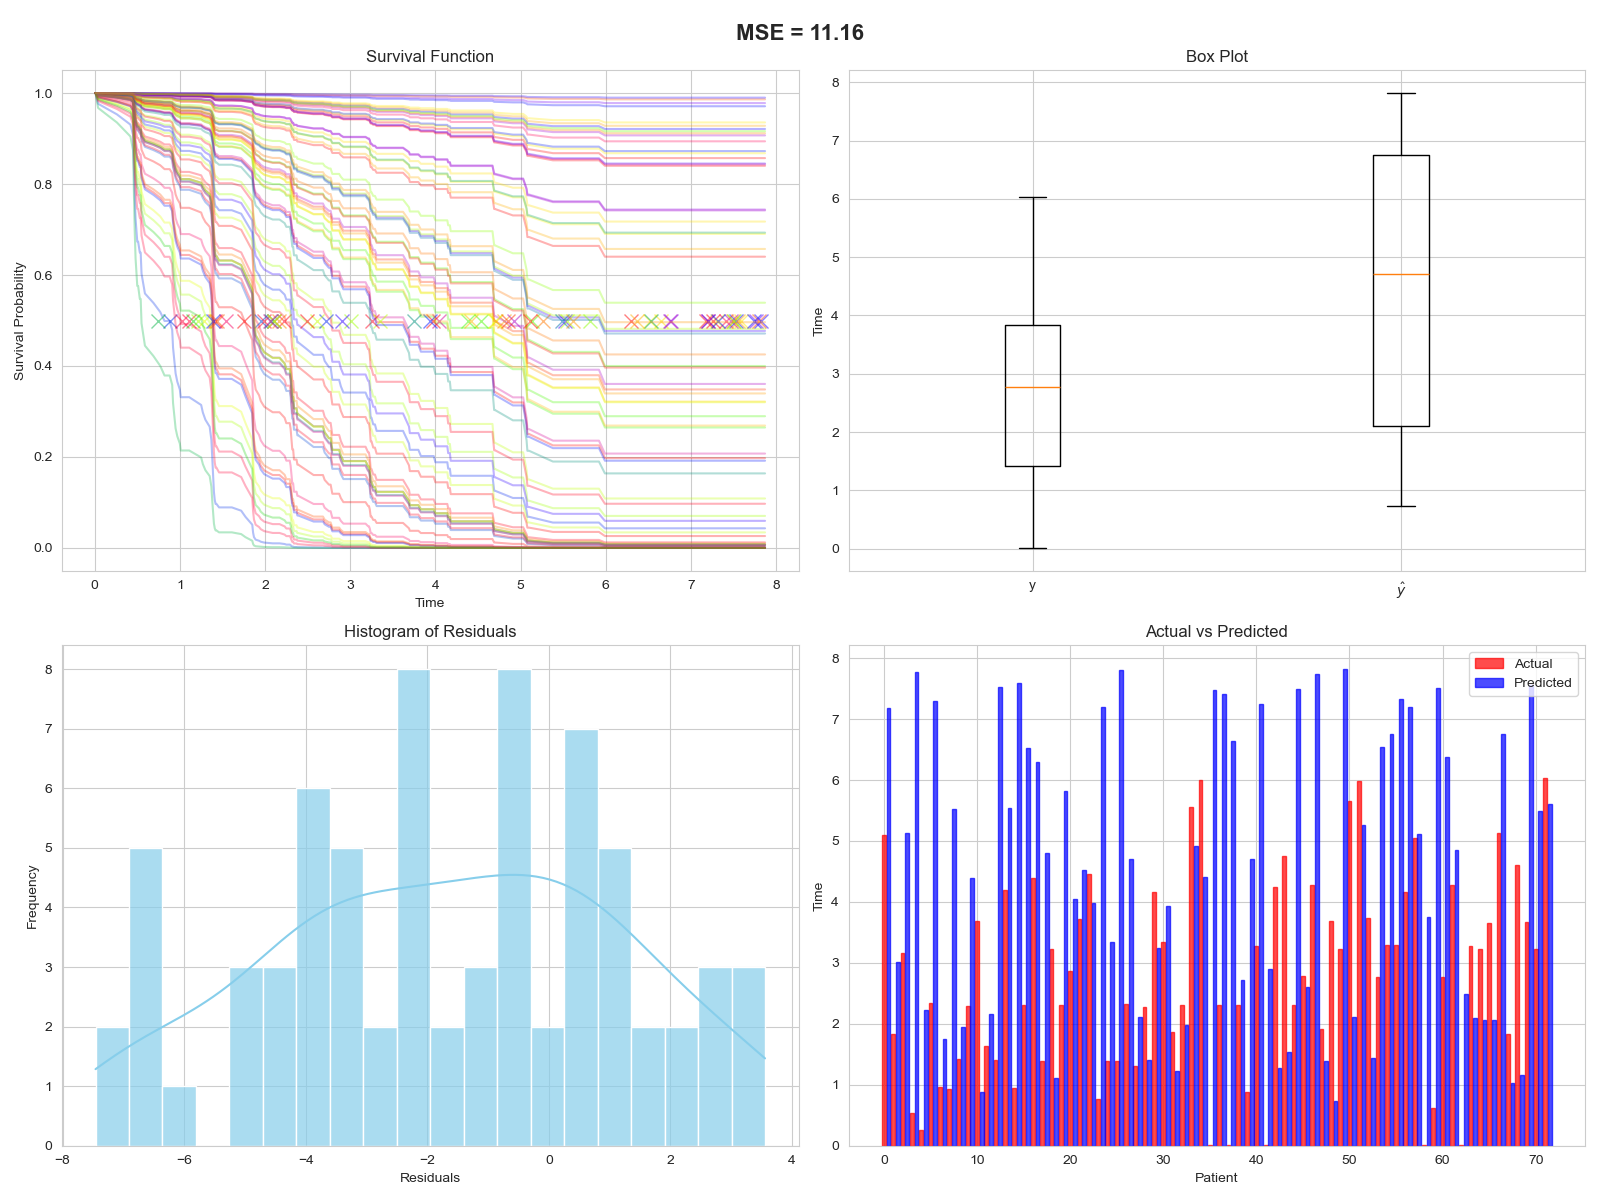 MSE = 11.16
Survival Function
Survival Probability
1.0
0.8
0.6
0.4
0.2
0.0
0 1 2 3 4 5 6 7 8
Time
Box Plot
Time
8
7
6
5
4
3
2
1
0
y ŷ
Histogram of Residuals
Frequency
8
7
6
5
4
3
2
1
0
−8 −6 −4 −2 0 2 4
Residuals
Actual vs Predicted
Actual
Predicted
Time
8
7
6
5
4
3
2
1
0
0 10 20 30 40 50 60 70
Patient